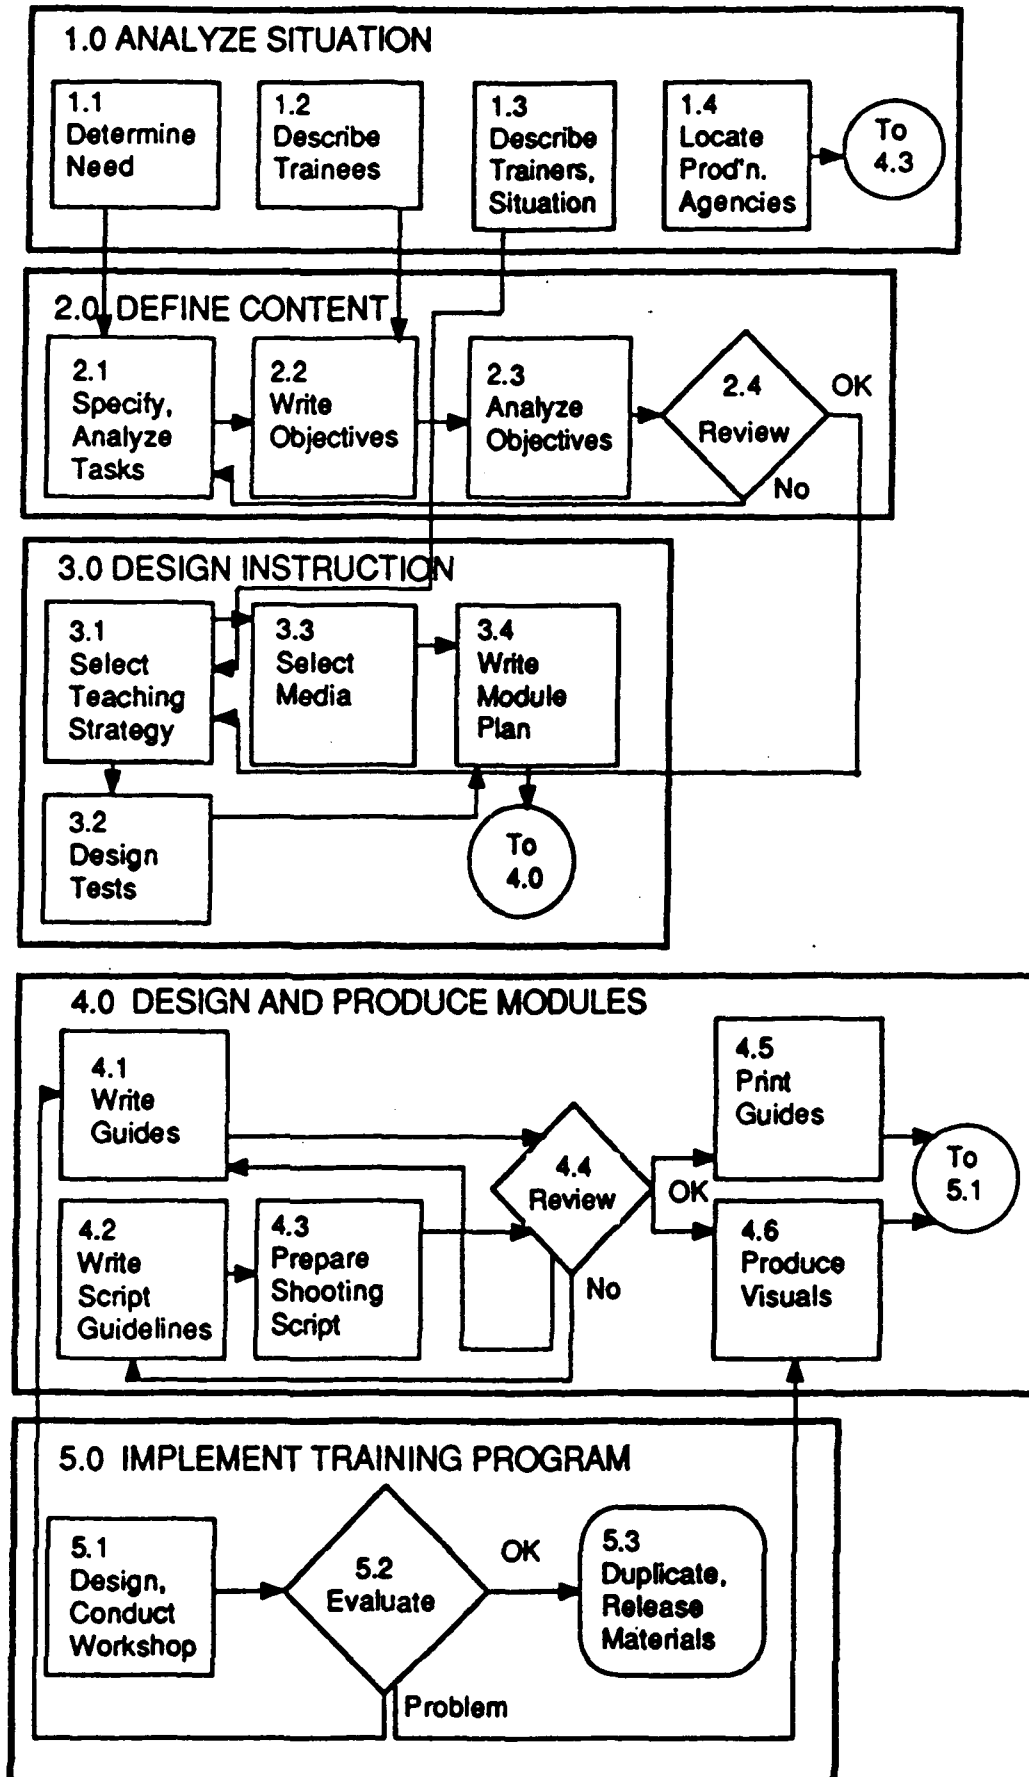 1.0 ANALYZE SITUATION
1.1
Determine
Need
1.2
Describe
Trainees
1.3
Describe
Trainers,
Situation
1.4
Locate
Prod'n.
Agencies
To
4.3
2.0 DEFINE CONTENT
2.1
Specify,
Analyze
Tasks
2.2
Write
Objectives
2.3
Analyze
Objectives
2.4
Review
OK
No
3.0 DESIGN INSTRUCTION
3.1
Select
Teaching
Strategy
3.3
Select
Media
3.4
Write
Module
Plan
3.2
Design
Tests
To
4.0
4.0 DESIGN AND PRODUCE MODULES
4.1
Write
Guides
4.2
Write
Script
Guidelines
4.3
Prepare
Shooting
Script
4.4
Review
OK
No
4.5
Print
Guides
4.6
Produce
Visuals
To
5.1
5.0 IMPLEMENT TRAINING PROGRAM
5.1
Design,
Conduct
Workshop
5.2
Evaluate
OK
Problem
5.3
Duplicate,
Release
Materials